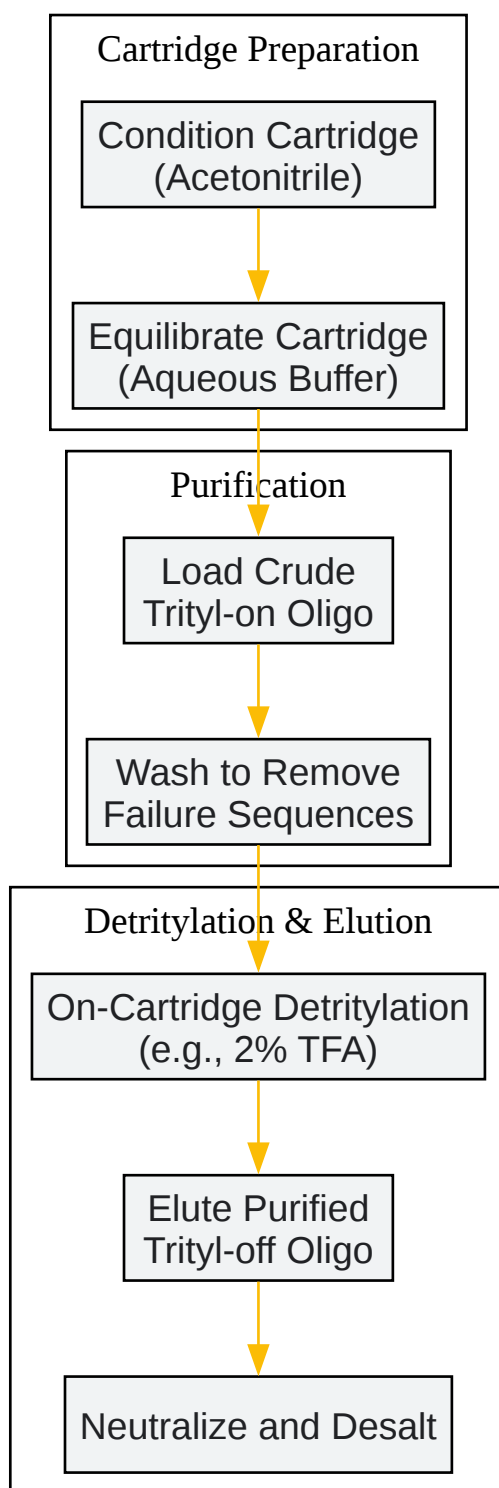 Cartridge Preparation
Condition Cartridge
(Acetonitrile)
Equilibrate Cartridge
(Aqueous Buffer)
Purification
Load Crude
Trityl-on Oligo
Wash to Remove
Failure Sequences
Detritylation & Elution
On-Cartridge Detritylation
(e.g., 2% TFA)
Elute Purified
Trityl-off Oligo
Neutralize and Desalt